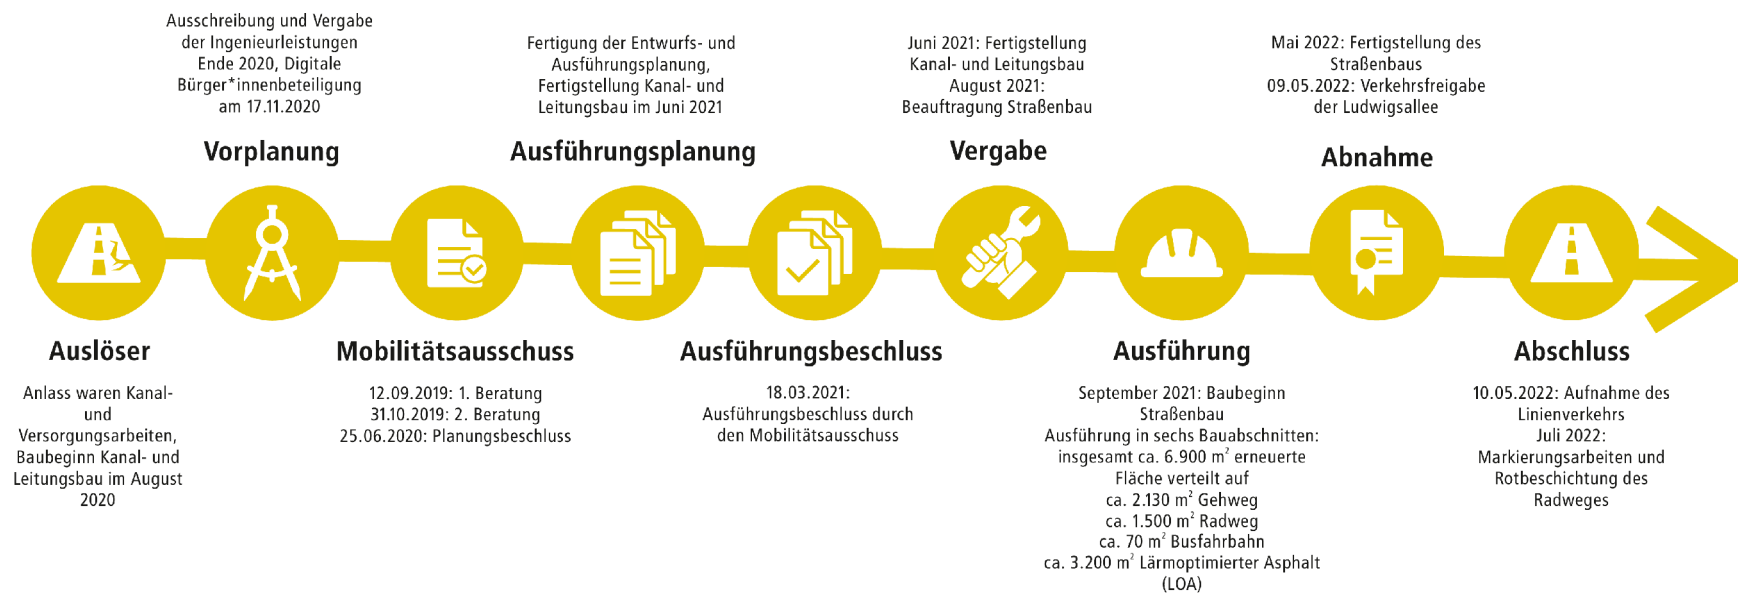 Ausschreibung und Vergabe
der Ingenieurleistungen
Ende 2020, Digitale
Bürger*innenbeteiligung
am 17.11.2020
Vorplanung
Fertigung der Entwurfs- und
Ausführungsplanung,
Fertigstellung Kanal- und
Leitungsbau im Juni 2021
Ausführungsplanung
Juni 2021: Fertigstellung
Kanal- und Leitungsbau
August 2021:
Beauftragung Straßenbau
Vergabe
Mai 2022: Fertigstellung des
Straßenbaus
09.05.2022: Verkehrsfreigabe
der Ludwigsallee
Abnahme
Auslöser
Anlass waren Kanal-
und
Versorgungsarbeiten,
Baubeginn Kanal- und
Leitungsbau im August
2020
Mobilitätsausschuss
12.09.2019: 1. Beratung
31.10.2019: 2. Beratung
25.06.2020: Planungsbeschluss
Ausführungsbeschluss
18.03.2021:
Ausführungsbeschluss durch
den Mobilitätsausschuss
Ausführung
September 2021: Baubeginn
Straßenbau
Ausführung in sechs Bauabschnitten:
insgesamt ca. 6.900 m² erneuerte
Fläche verteilt auf
ca. 2.130 m² Gehweg
ca. 1.500 m² Radweg
ca. 70 m² Busfahrbahn
ca. 3.200 m² Lärmoptimierter Asphalt
(LOA)
Abschluss
10.05.2022: Aufnahme des
Linienverkehrs
Juli 2022:
Markierungsarbeiten und
Rotbeschichtung des
Radweges